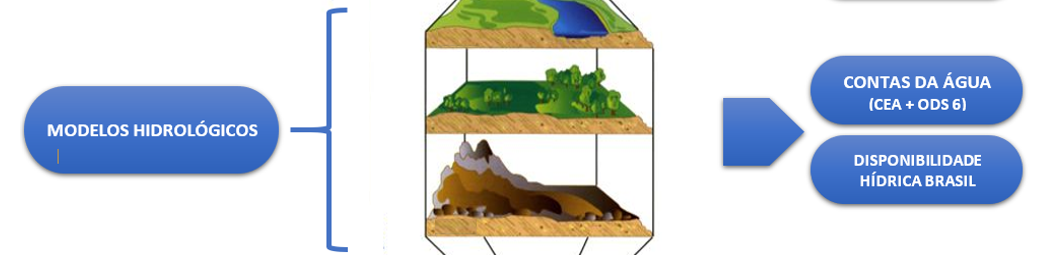 MODELOS HIDROLÓGICOS
CONTAS DA ÁGUA
(CEA + ODS 6)
DISPONIBILIDADE
HÍDRICA BRASIL